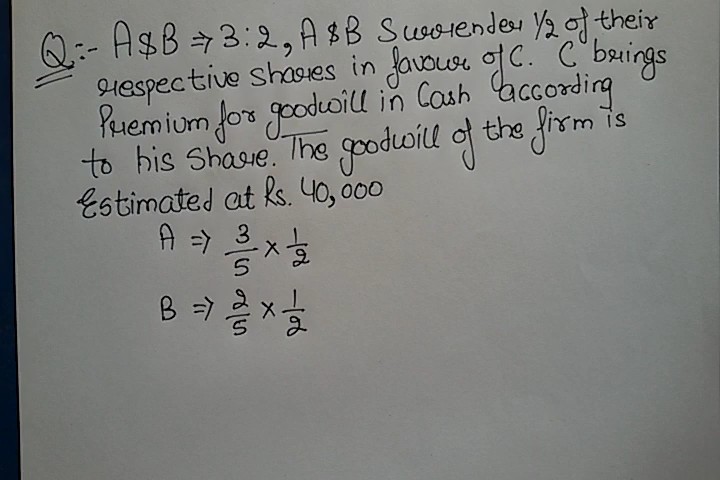 Q:- A & B ⇒ 3:2, A & B Surrender 1/2 of their
respective shares in favour of C. C brings
Premium for goodwill in Cash according
to his Share. The goodwill of the firm is
Estimated at Rs. 40,000
A ⇒ 3/5 × 1/2
B ⇒ 2/5 × 1/2